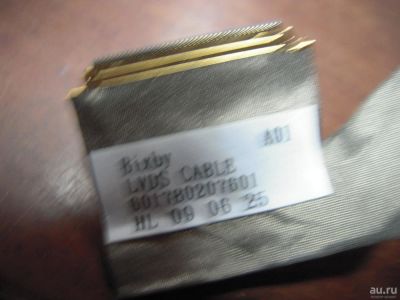 Bixby A01
LVDS CABLE
6017B0207601
HL 09 06 25
au.ru